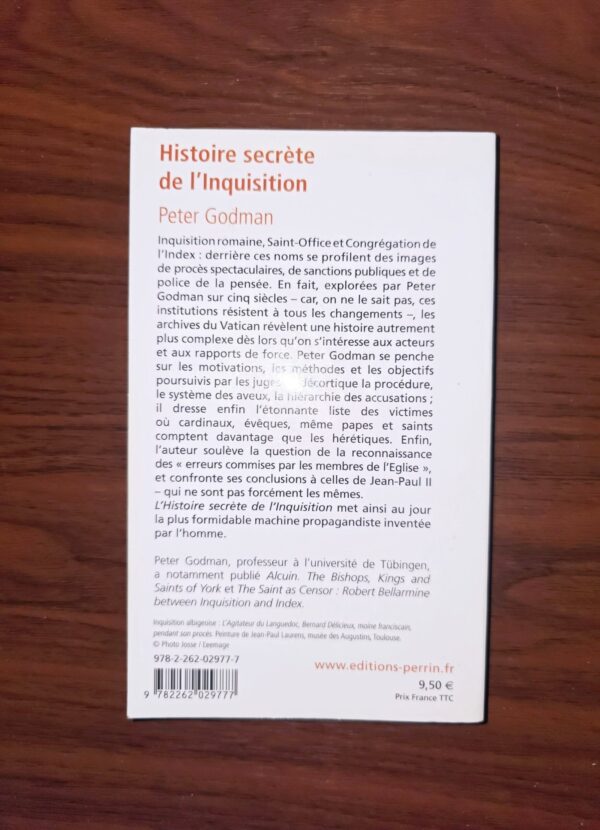 Histoire secrète
de l'Inquisition
Peter Godman
Inquisition romaine, Saint-Office et Congrégation de
l'Index : derrière ces noms se profilent des images
de procès spectaculaires, de sanctions publiques et de
police de la pensée. En fait, explorées par Peter
Godman sur cinq siècles – car, on ne le sait pas, ces
institutions résistent à tous les changements –, les
archives du Vatican révèlent une histoire autrement
plus complexe dès lors qu'on s'intéresse aux acteurs
et aux rapports de force. Peter Godman se penche
sur les motivations, les méthodes et les objectifs
poursuivis par les juges, décortique la procédure,
le système des aveux, la hiérarchie des accusations ;
il dresse enfin l'étonnante liste des victimes
où cardinaux, évêques, même papes et saints
comptent davantage que les hérétiques. Enfin,
l'auteur soulève la question de la reconnaissance
des « erreurs commises par les membres de l'Eglise »,
et confronte ses conclusions à celles de Jean-Paul II
– qui ne sont pas forcément les mêmes.
L'Histoire secrète de l'Inquisition met ainsi au jour
la plus formidable machine propagandiste inventée
par l'homme.
Peter Godman, professeur à l'université de Tübingen,
a notamment publié Alcuin. The Bishops, Kings and
Saints of York et The Saint as Censor : Robert Bellarmine
between Inquisition and Index.
Inquisition albigeoise : L'Agitateur du Languedoc, Bernard Délicieux, moine franciscain,
pendant son procès. Peinture de Jean-Paul Laurens, musée des Augustins, Toulouse.
© Photo Josse / Leemage
978-2-262-02977-7
9 782262 029777
www.editions-perrin.fr
9,50 €
Prix France TTC